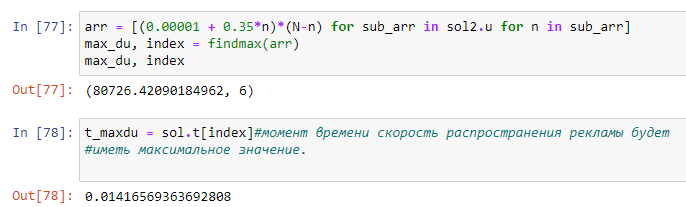 In [77]: arr = [(0.00001 + 0.35*n)*(N-n) for sub_arr in sol2.u for n in sub_arr]
max_du, index = findmax(arr)
max_du, index
Out[77]: (80726.42090184962, 6)
In [78]: t_maxdu = sol.t[index]#момент времени скорость распространения рекламы будет
#иметь максимальное значение.
Out[78]: 0.01416569363692808